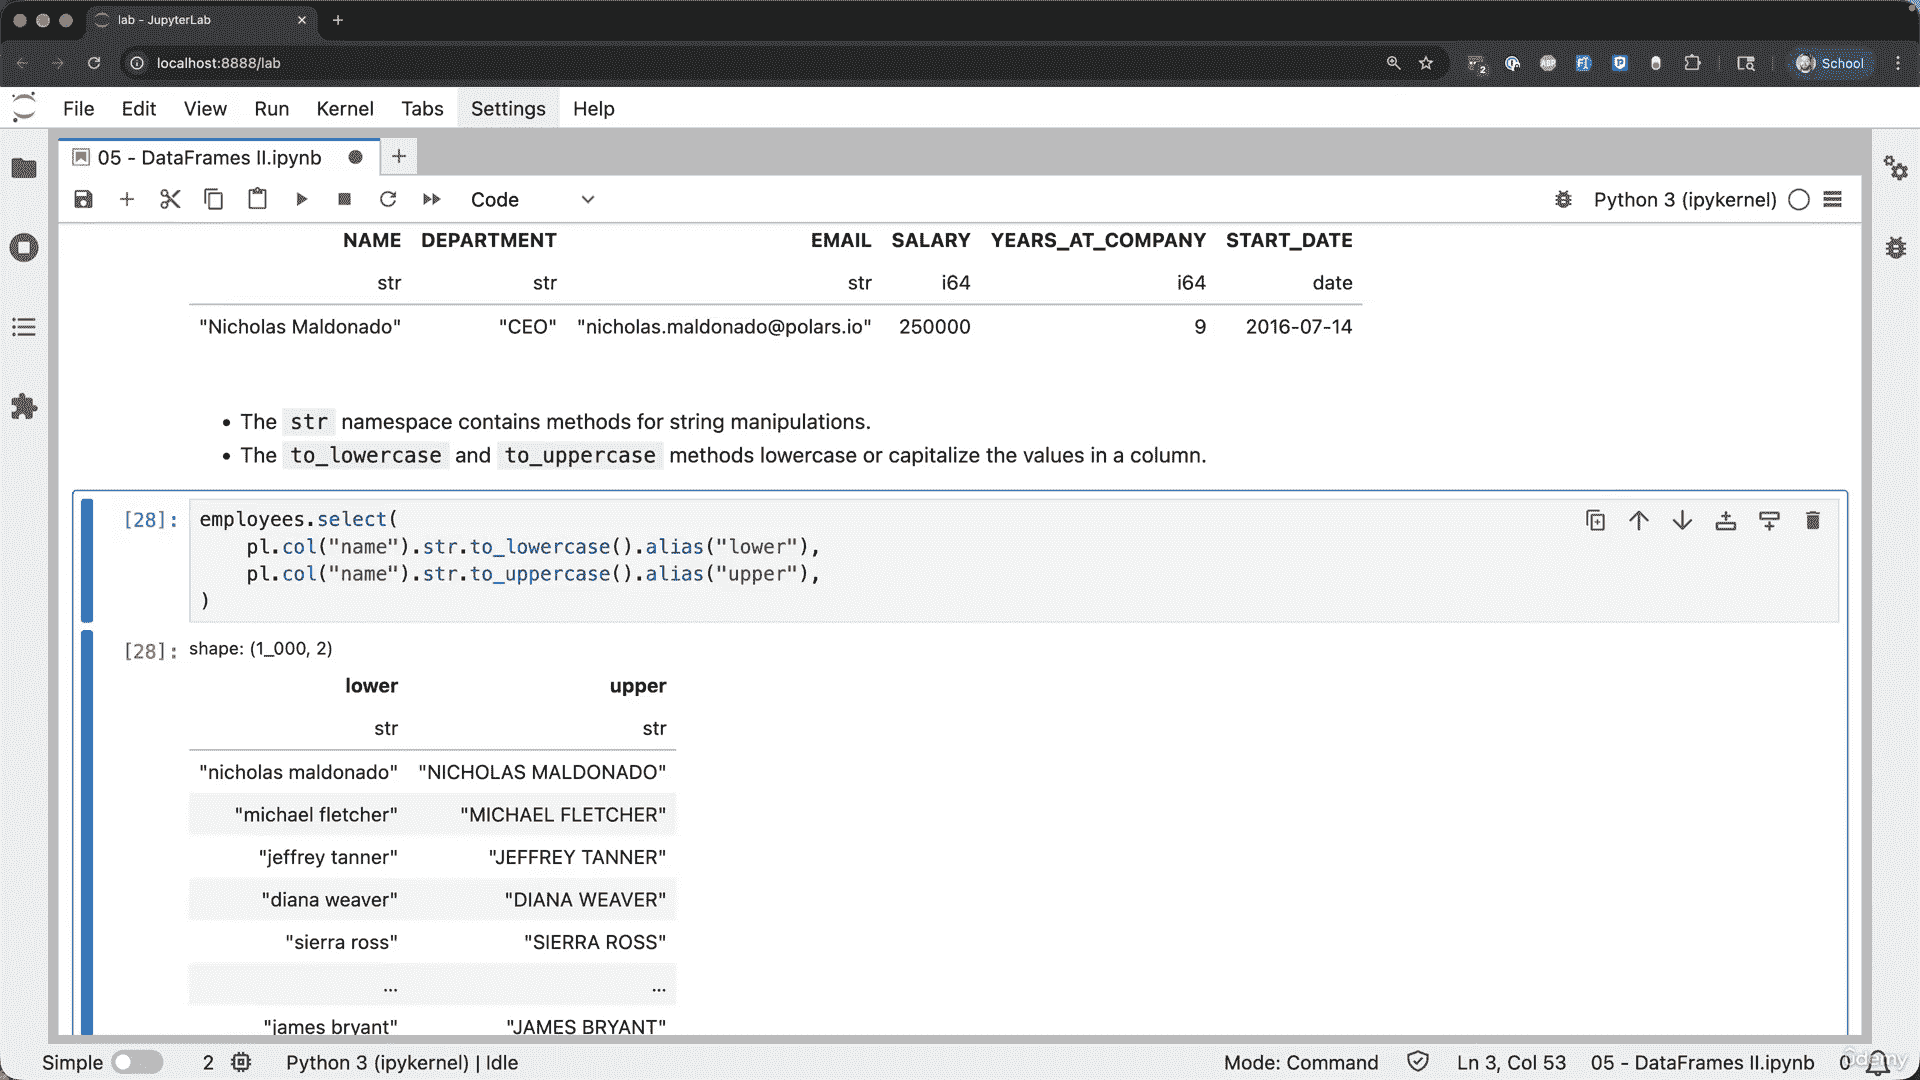 lab - JupyterLab
localhost:8888/lab
2
ABP
School
File Edit View Run Kernel Tabs Settings Help
05 - DataFrames II.ipynb
Code
Python 3 (ipykernel)
NAME DEPARTMENT EMAIL SALARY YEARS_AT_COMPANY START_DATE
str str str i64 i64 date
"Nicholas Maldonado" "CEO" "nicholas.maldonado@polars.io" 250000 9 2016-07-14
• The str namespace contains methods for string manipulations.
• The to_lowercase and to_uppercase methods lowercase or capitalize the values in a column.
[28]: employees.select(
pl.col("name").str.to_lowercase().alias("lower"),
pl.col("name").str.to_uppercase().alias("upper"),
)
[28]: shape: (1_000, 2)
lower upper
str str
"nicholas maldonado" "NICHOLAS MALDONADO"
"michael fletcher" "MICHAEL FLETCHER"
"jeffrey tanner" "JEFFREY TANNER"
"diana weaver" "DIANA WEAVER"
"sierra ross" "SIERRA ROSS"
… …
"james bryant" "JAMES BRYANT"
Simple 2 Python 3 (ipykernel) | Idle Mode: Command Ln 3, Col 53 05 - DataFrames II.ipynb 0
Udemy